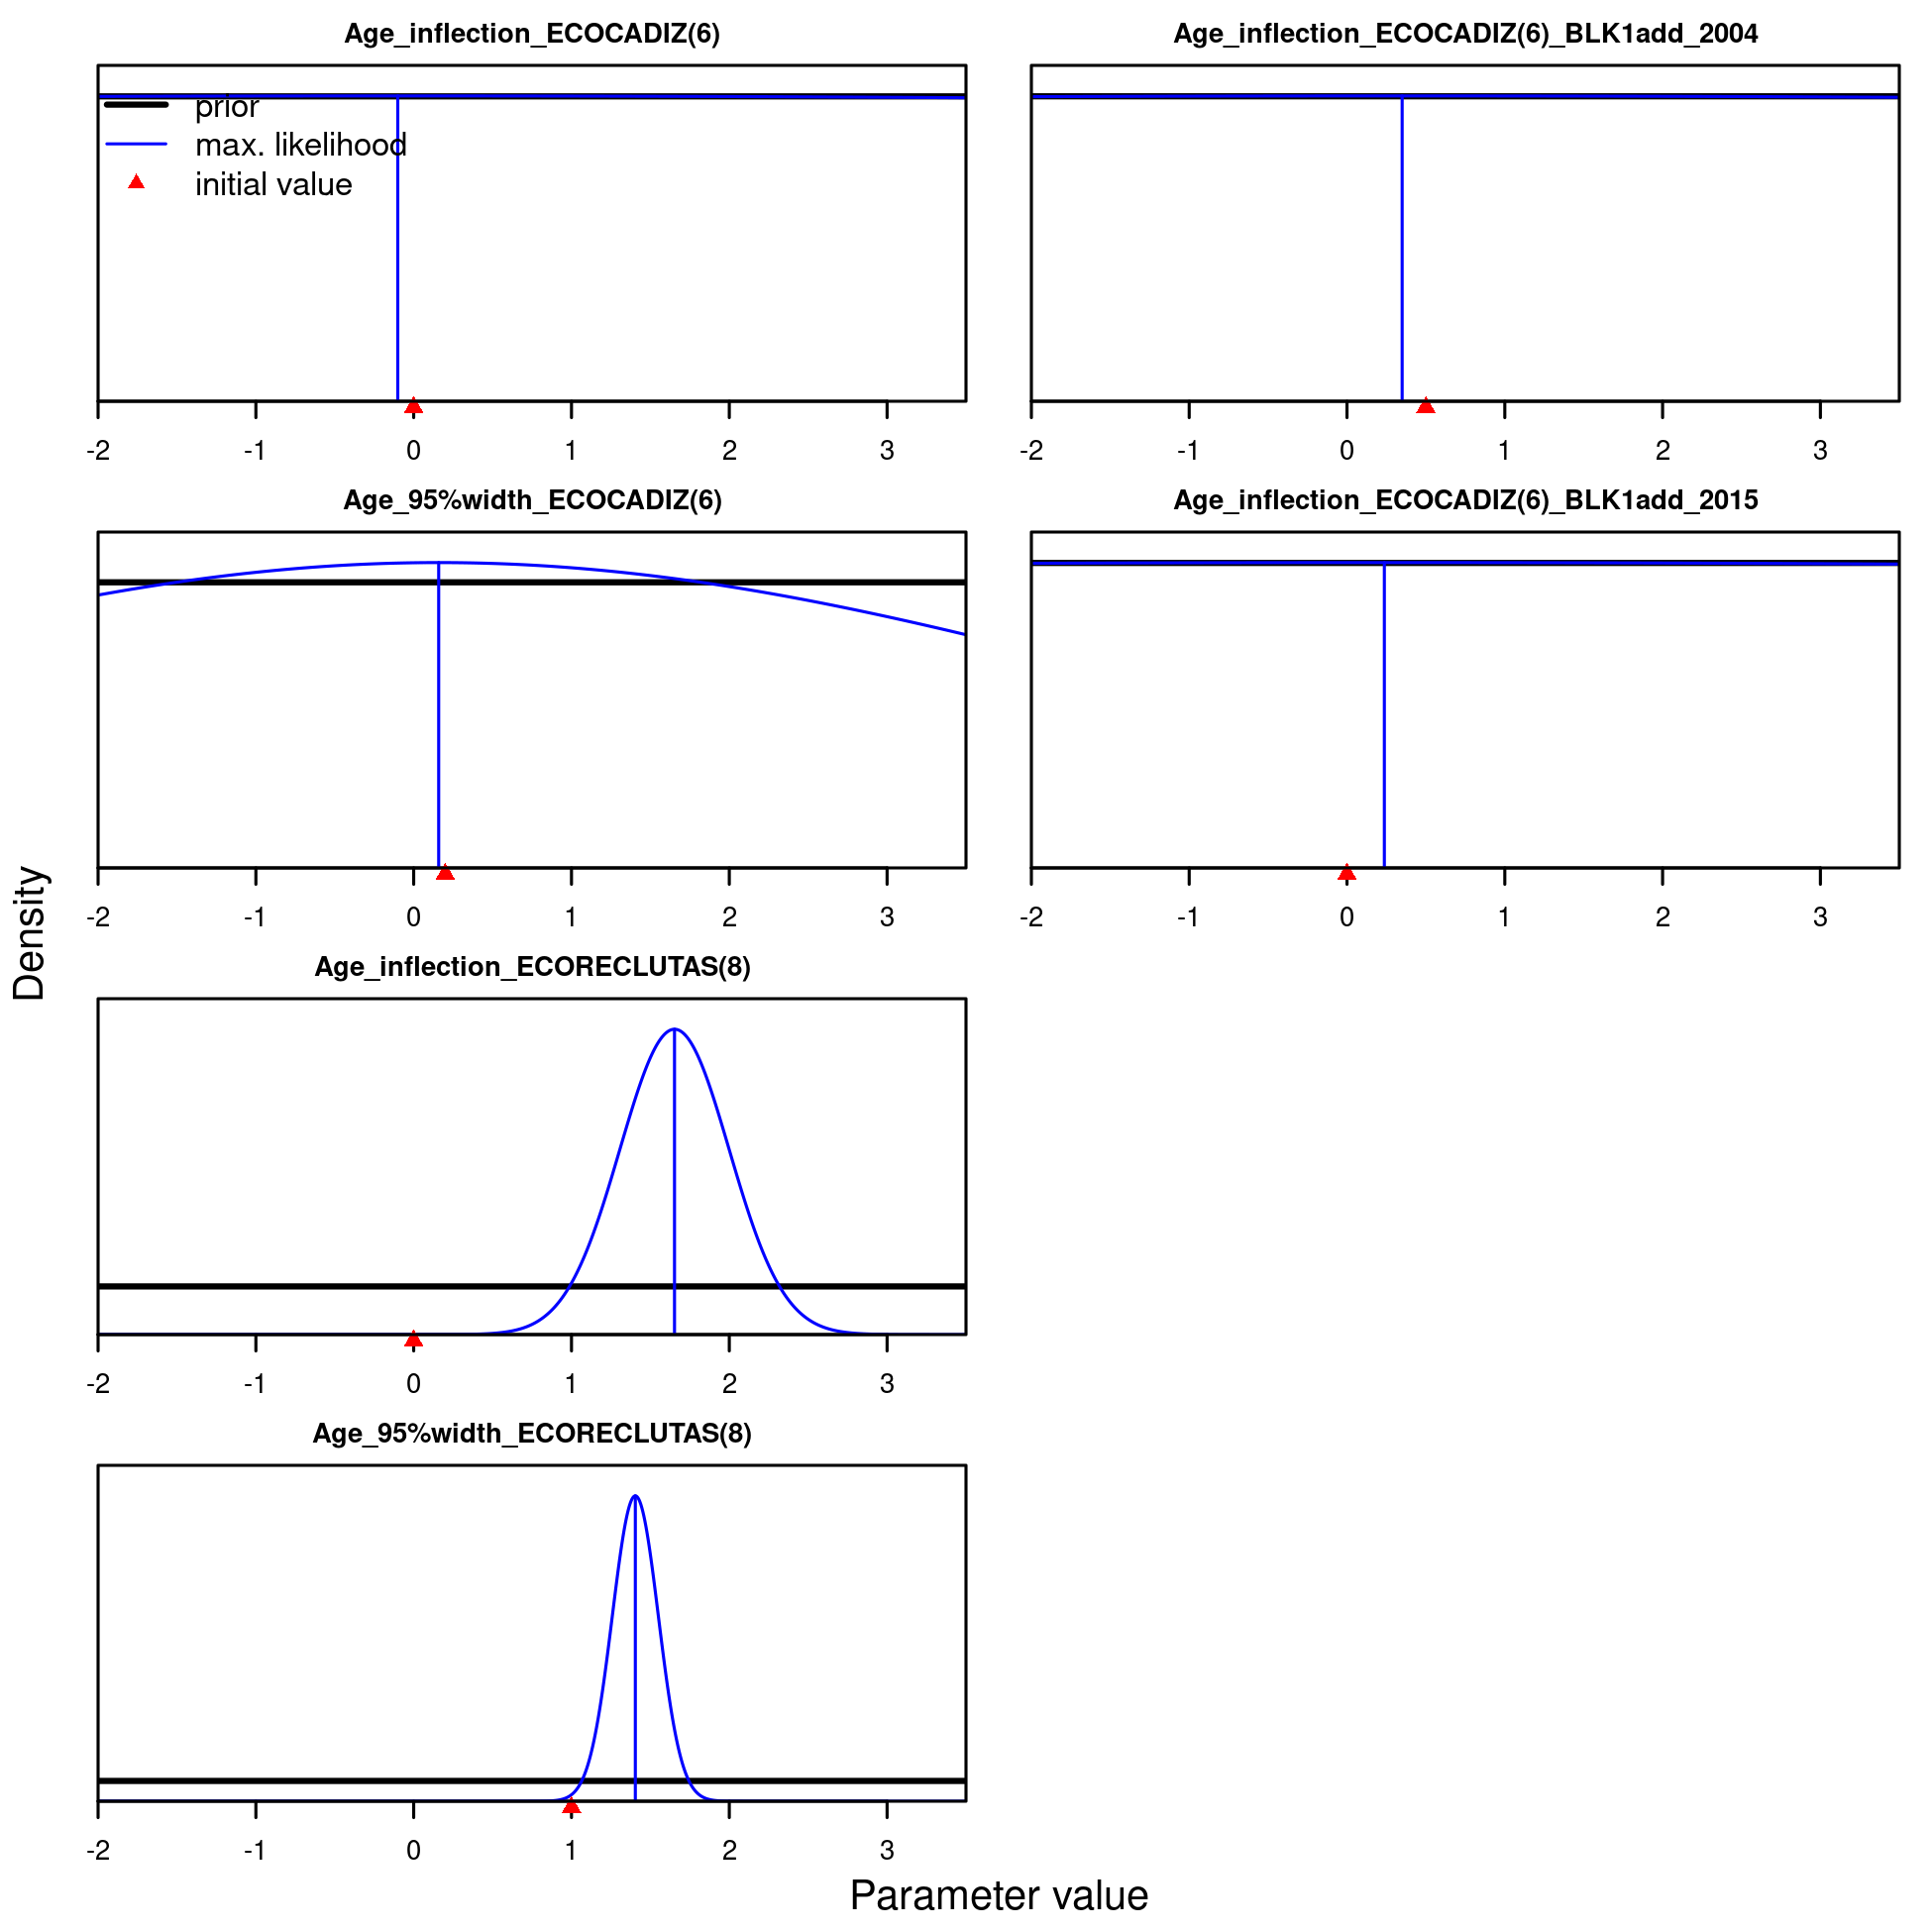 Age_inflection_ECOCADIZ(6)
prior
max. likelihood
initial value
-2 -1 0 1 2 3
Age_inflection_ECOCADIZ(6)_BLK1add_2004
-2 -1 0 1 2 3
Age_95%width_ECOCADIZ(6)
-2 -1 0 1 2 3
Age_inflection_ECOCADIZ(6)_BLK1add_2015
-2 -1 0 1 2 3
Age_inflection_ECORECLUTAS(8)
-2 -1 0 1 2 3
Age_95%width_ECORECLUTAS(8)
-2 -1 0 1 2 3
Density
Parameter value